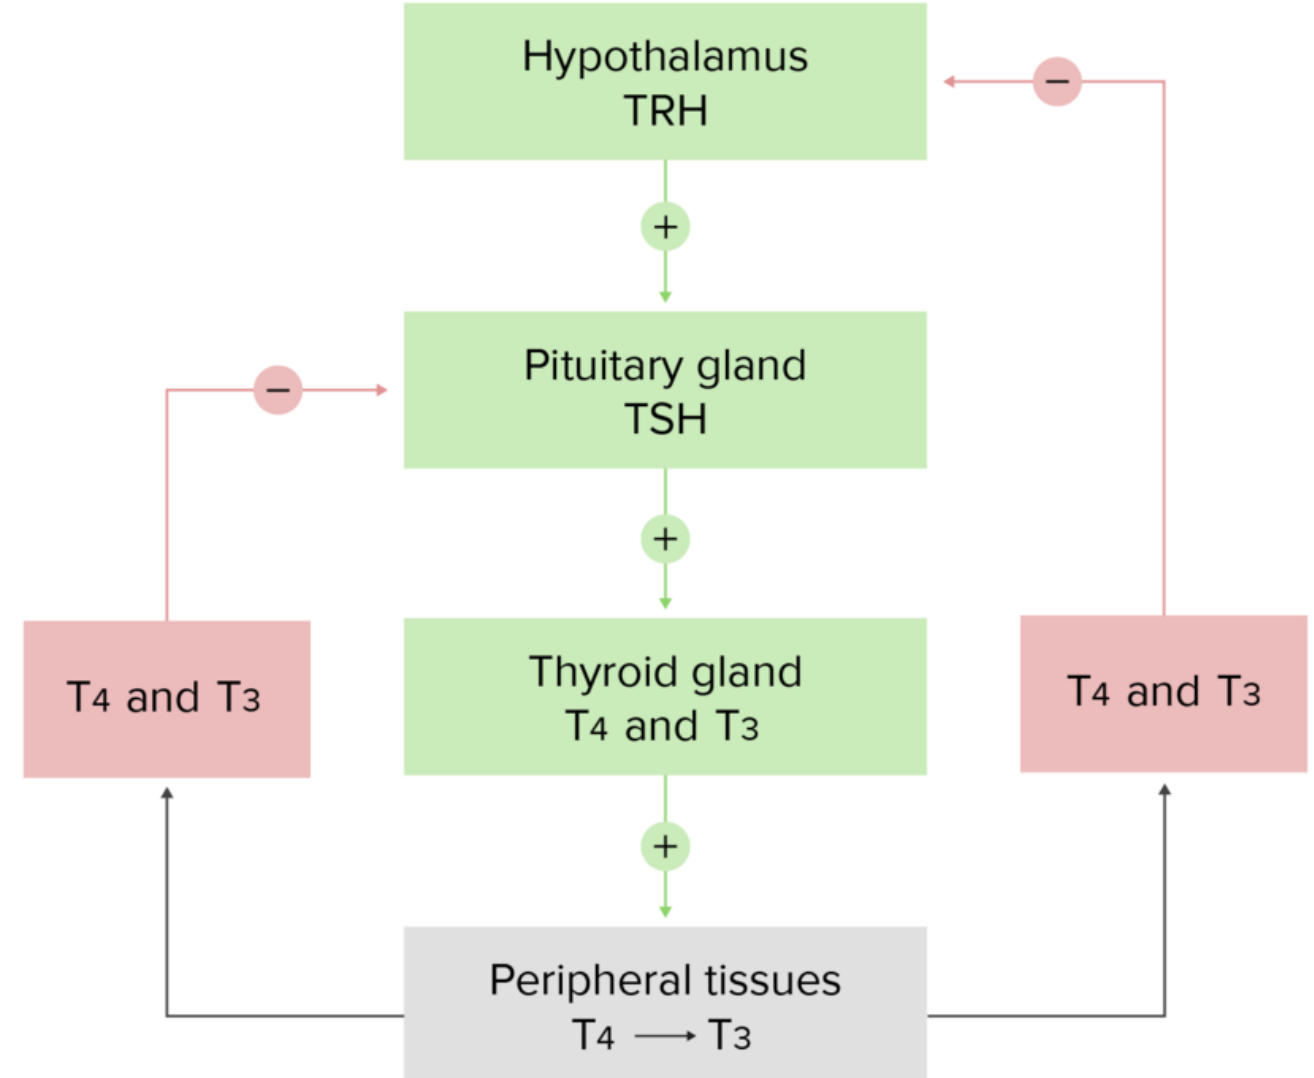 Hypothalamus
TRH
−
+
Pituitary gland
TSH
−
+
T4 and T3
Thyroid gland
T4 and T3
T4 and T3
+
Peripheral tissues
T4 ⟶ T3